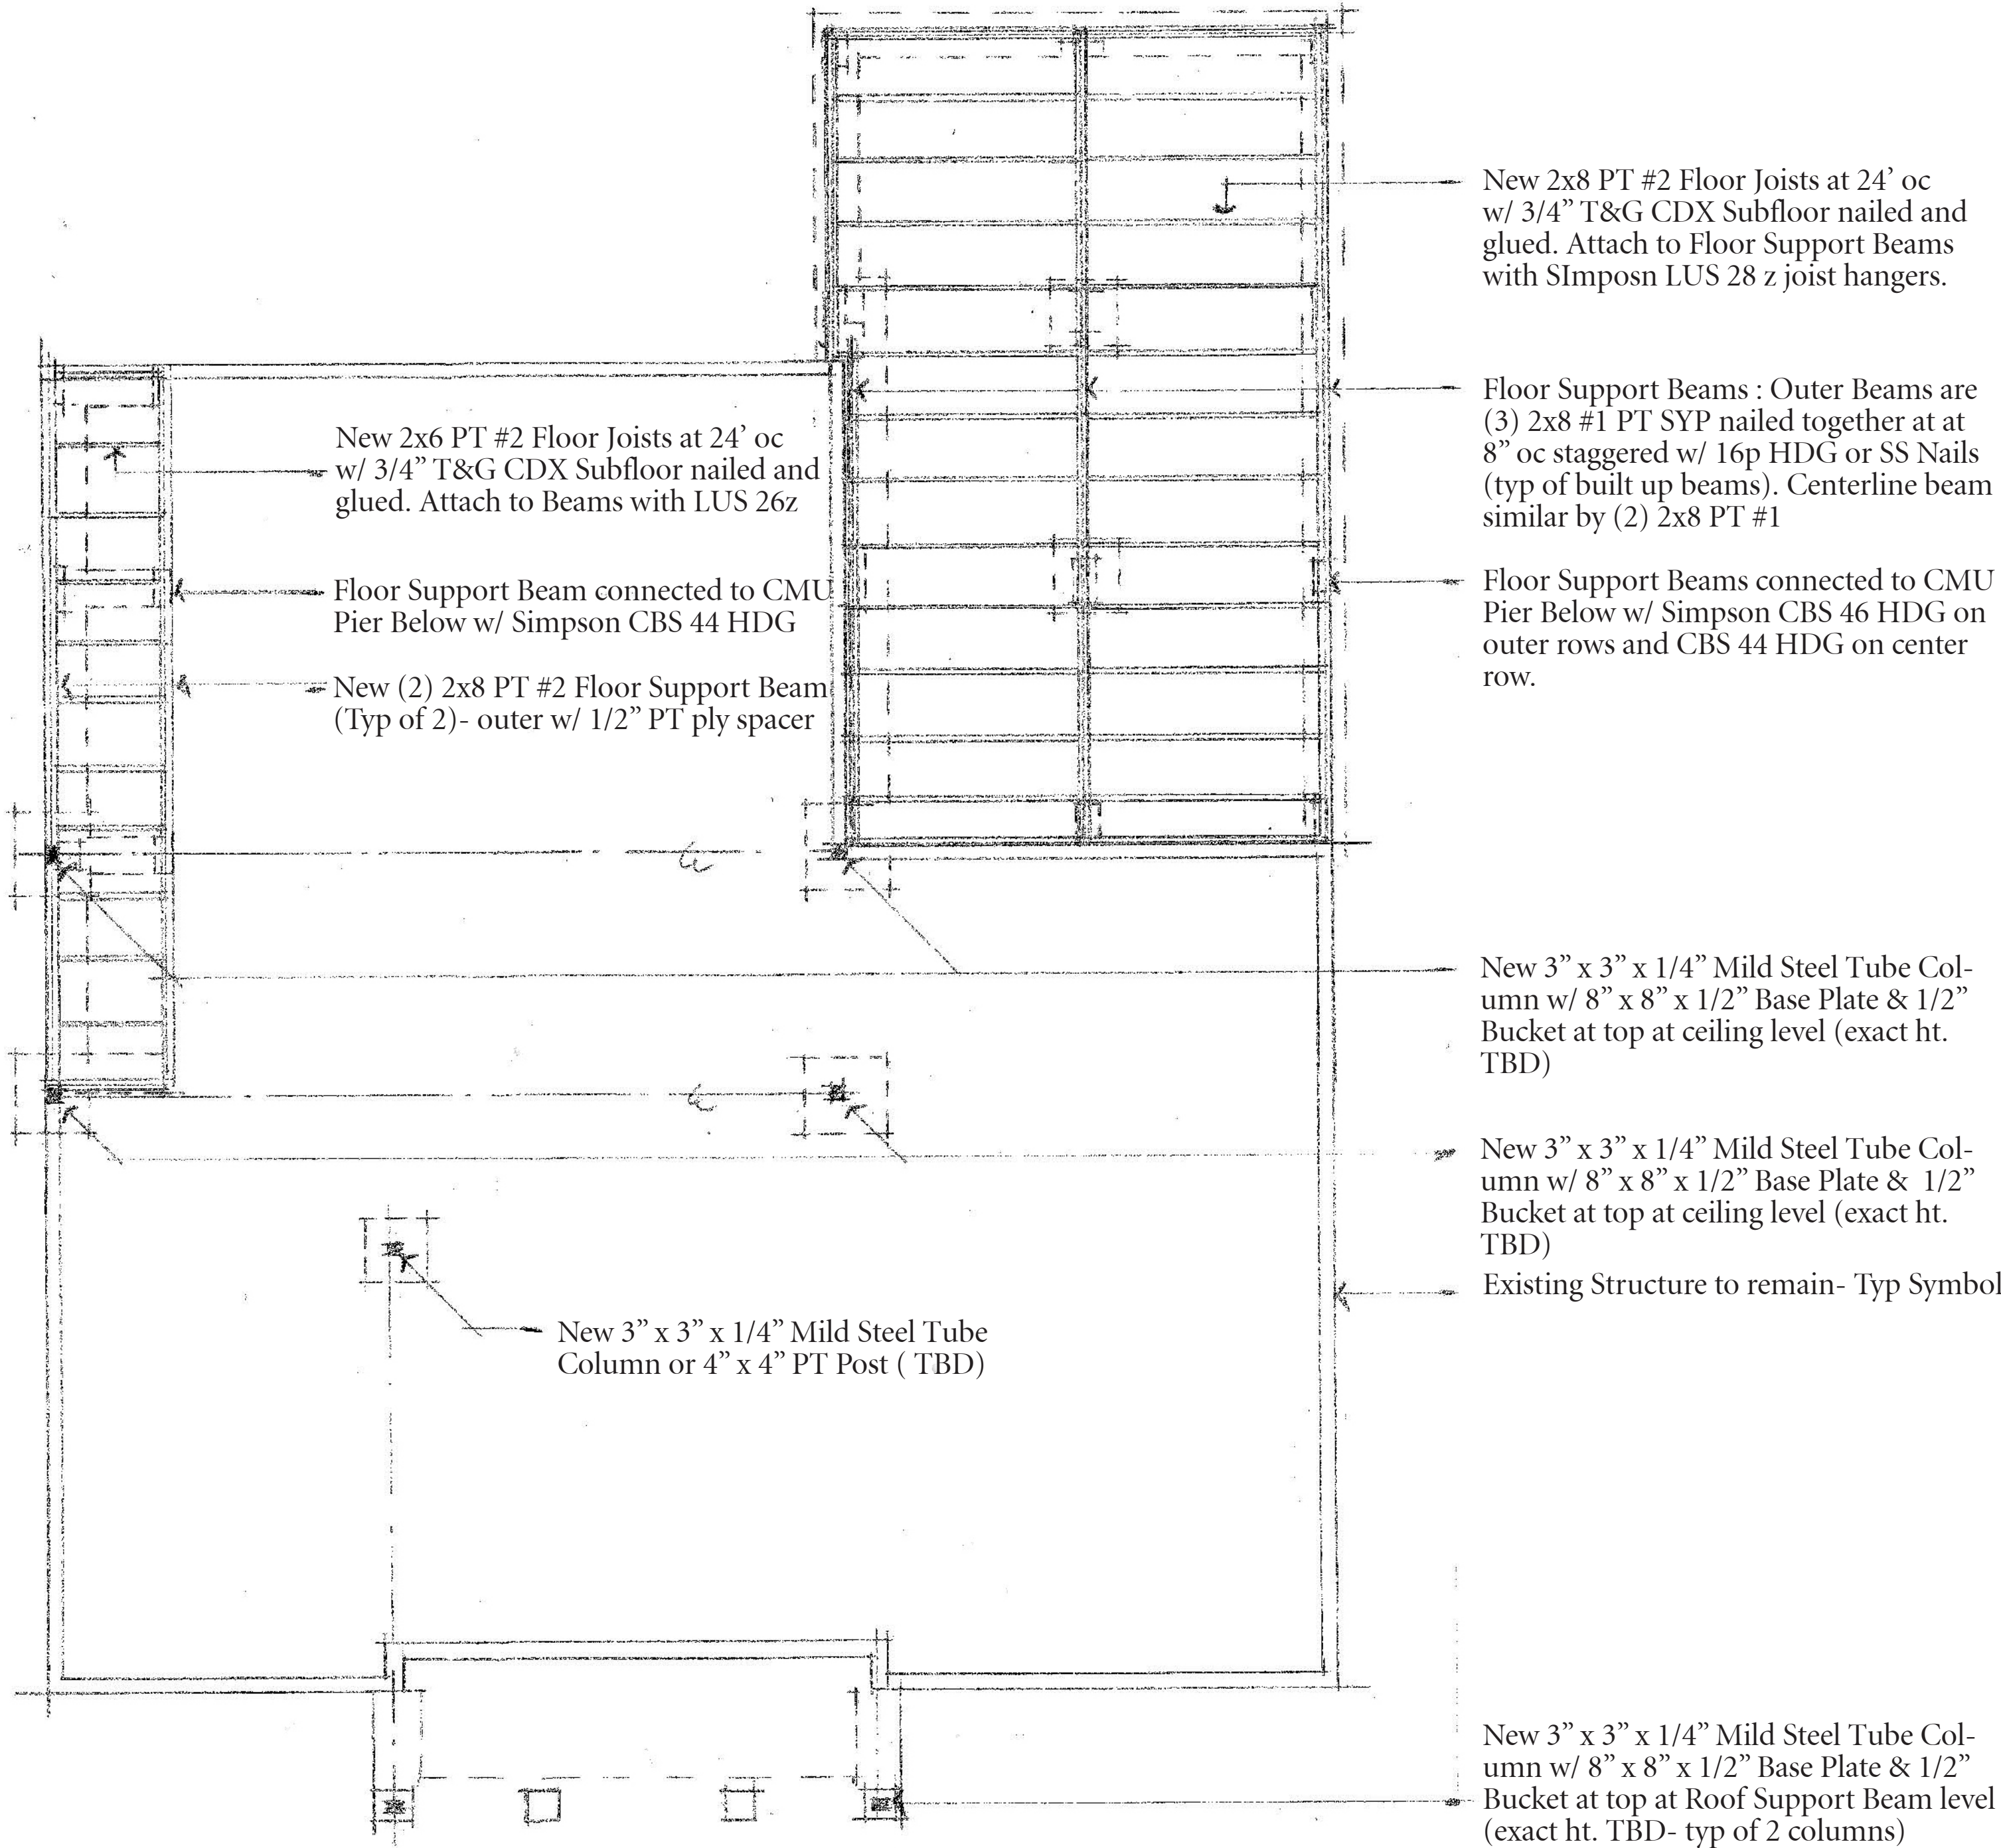 New 2x8 PT #2 Floor Joists at 24’ oc
w/ 3/4” T&G CDX Subfloor nailed and
glued. Attach to Floor Support Beams
with SImposn LUS 28 z joist hangers.
Floor Support Beams : Outer Beams are
(3) 2x8 #1 PT SYP nailed together at at
8” oc staggered w/ 16p HDG or SS Nails
(typ of built up beams). Centerline beam
similar by (2) 2x8 PT #1
New 2x6 PT #2 Floor Joists at 24’ oc
w/ 3/4” T&G CDX Subfloor nailed and
glued. Attach to Beams with LUS 26z
Floor Support Beams connected to CMU
Pier Below w/ Simpson CBS 46 HDG on
outer rows and CBS 44 HDG on center
row.
Floor Support Beam connected to CMU
Pier Below w/ Simpson CBS 44 HDG
New (2) 2x8 PT #2 Floor Support Beam
(Typ of 2)- outer w/ 1/2” PT ply spacer
New 3” x 3” x 1/4” Mild Steel Tube Col-
umn w/ 8” x 8” x 1/2” Base Plate & 1/2”
Bucket at top at ceiling level (exact ht.
TBD)
New 3” x 3” x 1/4” Mild Steel Tube Col-
umn w/ 8” x 8” x 1/2” Base Plate &  1/2”
Bucket at top at ceiling level (exact ht.
TBD)
Existing Structure to remain- Typ Symbol
New 3” x 3” x 1/4” Mild Steel Tube
Column or 4” x 4” PT Post ( TBD)
New 3” x 3” x 1/4” Mild Steel Tube Col-
umn w/ 8” x 8” x 1/2” Base Plate & 1/2”
Bucket at top at Roof Support Beam level
(exact ht. TBD- typ of 2 columns)